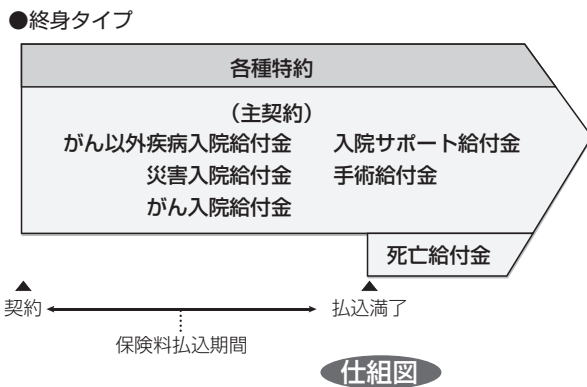 ●終身タイプ
各種特約
（主契約）
がん以外疾病入院給付金 入院サポート給付金
災害入院給付金 手術給付金
がん入院給付金
死亡給付金
契約 払込満了
保険料払込期間
仕組図